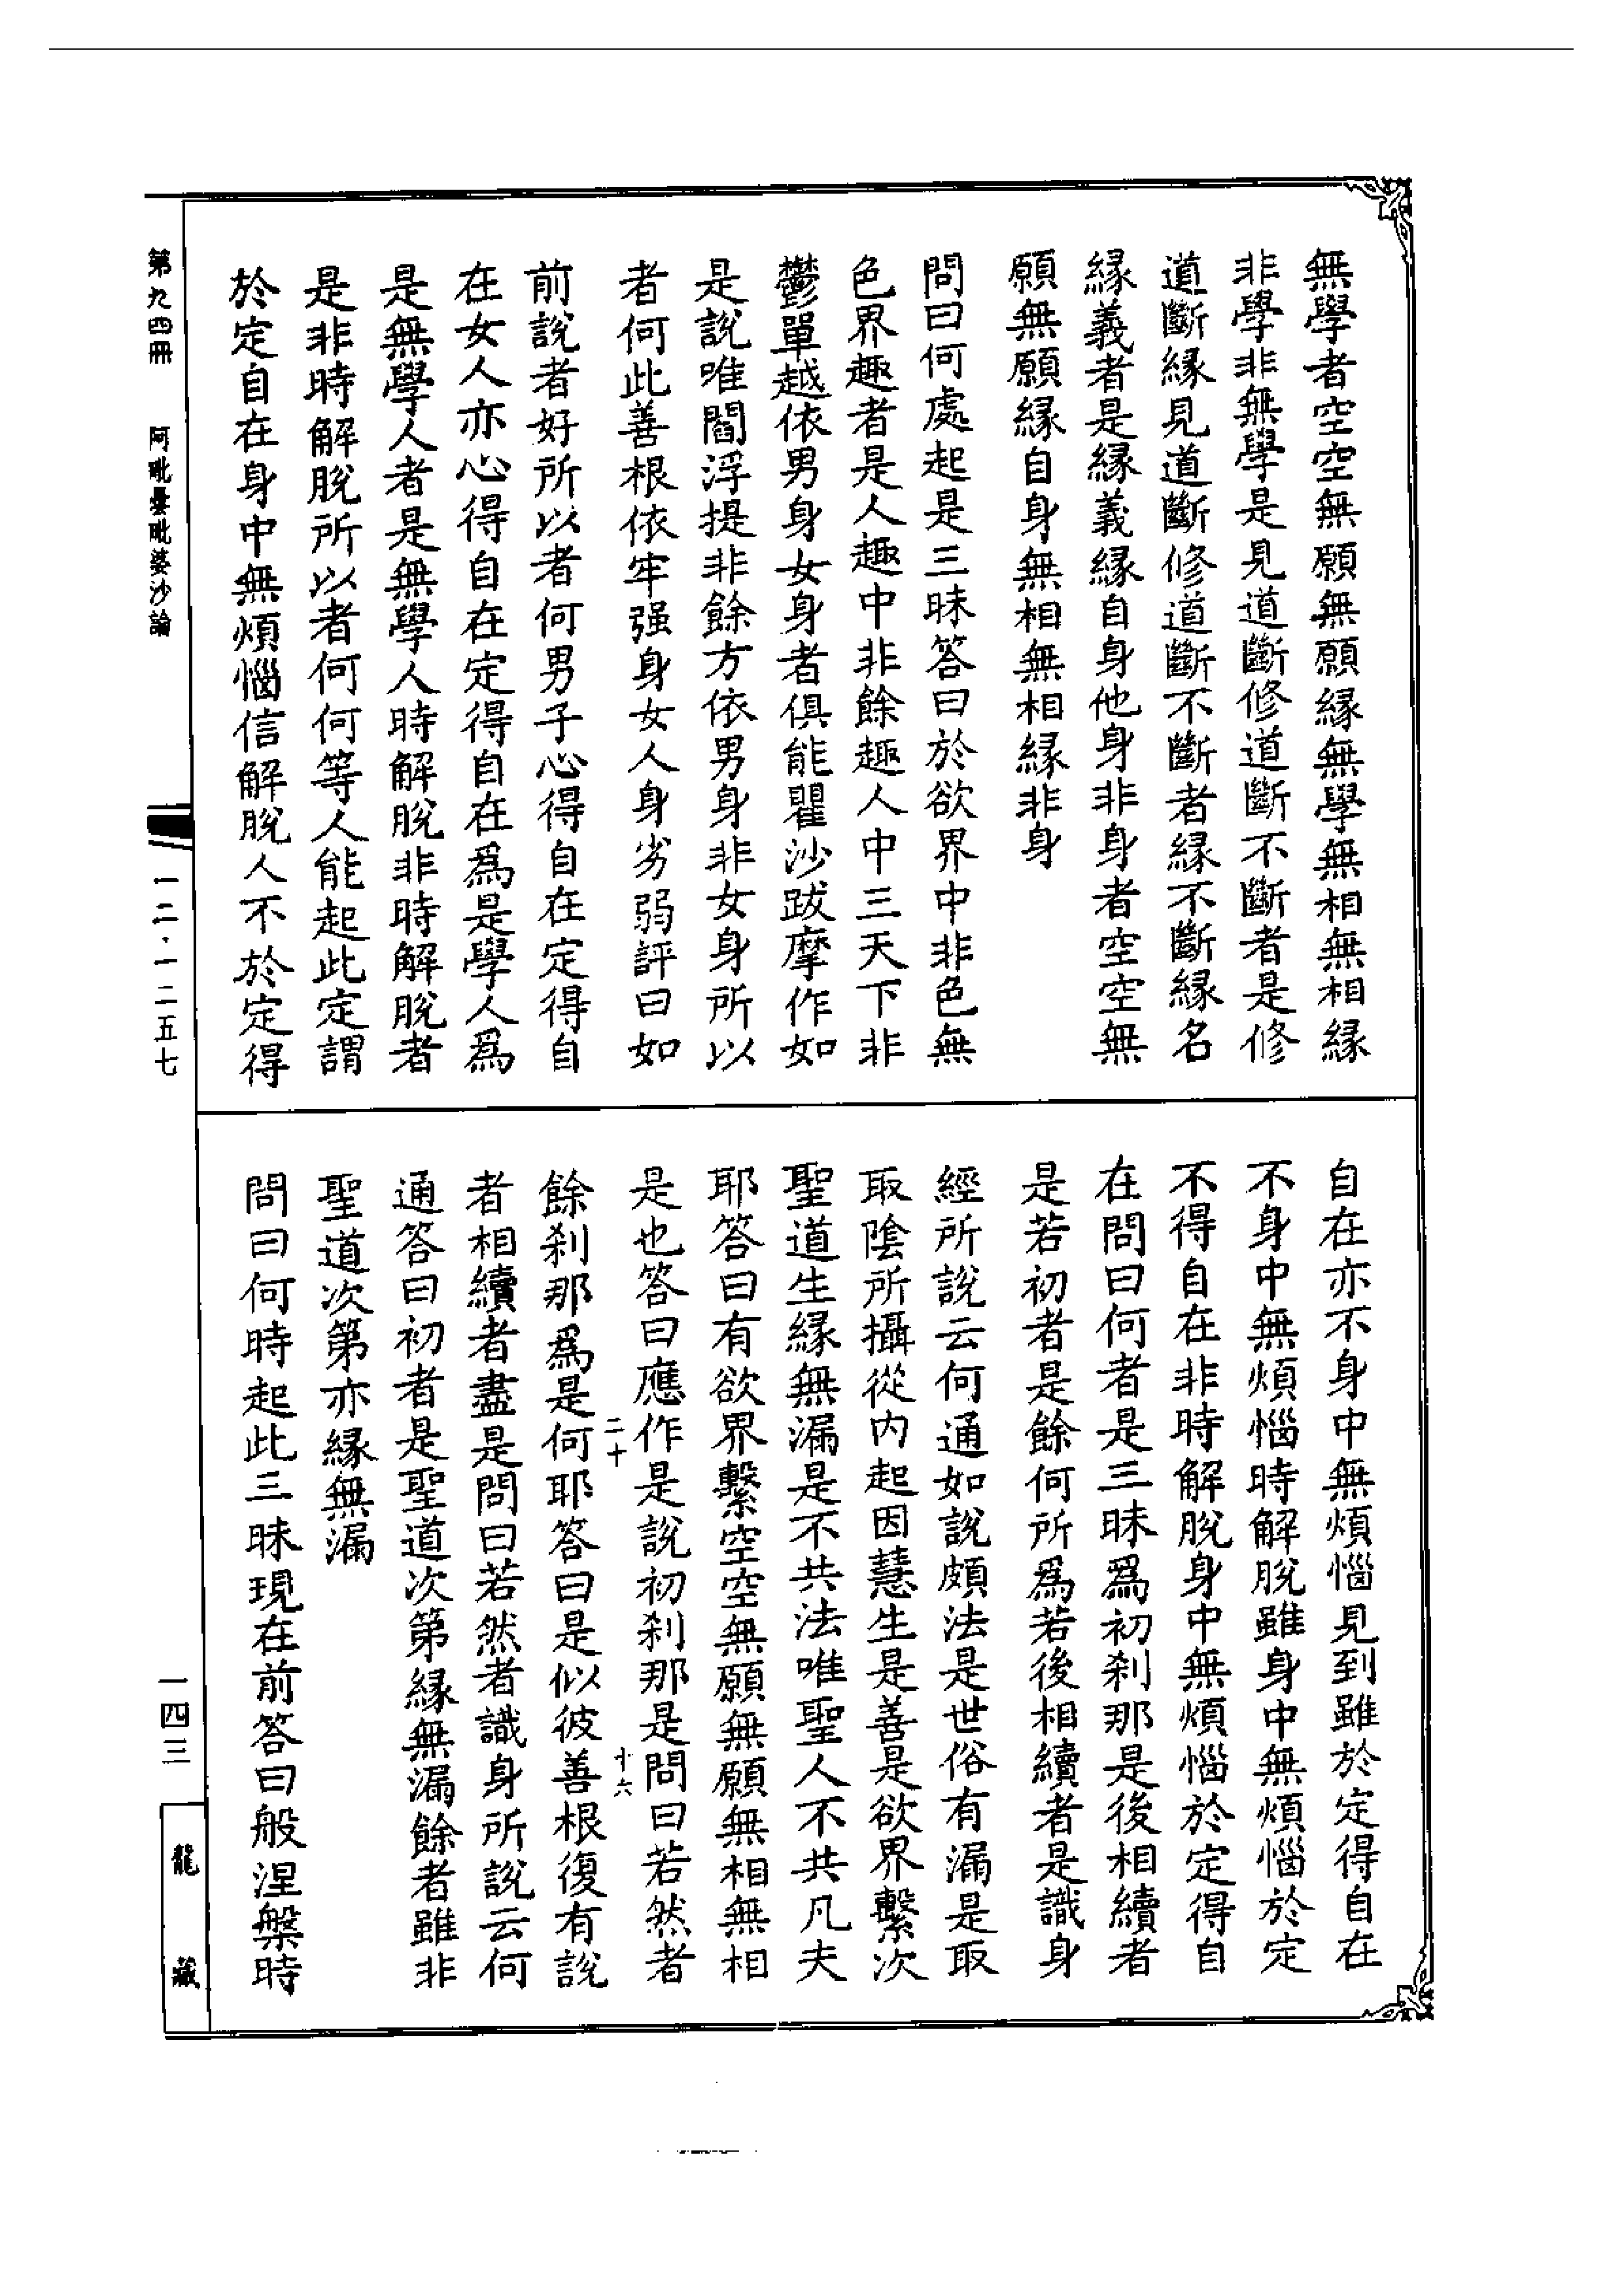 無學者空空無願無願緣無學無相無相緣
非學非無學是見道斷修道斷不斷者是修
道斷緣見道斷修道斷不斷者緣不斷緣名
緣義者是緣義緣自身他身非身者空空無
願無願緣自身無相無相緣非身
問曰何處起是三昧答曰於欲界中非色無
色界趣者是人趣中非餘趣人中三天下非
鬱單越依男身女身者俱能瞿沙跋摩作如
是說唯閻浮提非餘方依男身非女身所以
者何此善根依牢强身女人身劣弱評曰如
前說者好所以者何男子心得自在定得自
在女人亦心得自在定得自在爲是學人爲
是無學人者是無學人時解脫非時解脫者
是非時解脫所以者何何等人能起此定謂
於定自在身中無煩惱信解脫人不於定得
自在亦不身中無煩惱見到雖於定得自在
不身中無煩惱時解脫雖身中無煩惱於定
不得自在非時解脫身中無煩惱於定得自
在問曰何者是三昧爲初刹那是後相續者
是若初者是餘何所爲若後相續者是識身
經所說云何通如說頗法是世俗有漏是取
取陰所攝從內起因慧生是善是欲界繫次
聖道生緣無漏是不共法唯聖人不共凡夫
耶答曰有欲界繫空空無願無願無相無相
是也答曰應作是說初刹那是問曰若然者
二十
十六
餘刹那爲是何耶答曰是似彼善根復有說
者相續者盡是問曰若然者識身所說云何
通答曰初者是聖道次第緣無漏餘者雖非
聖道次第亦緣無漏
問曰何時起此三昧現在前答曰般涅槃時
第九四冊
阿毗曇毗婆沙論
一二·一二五七
一四三
龍藏